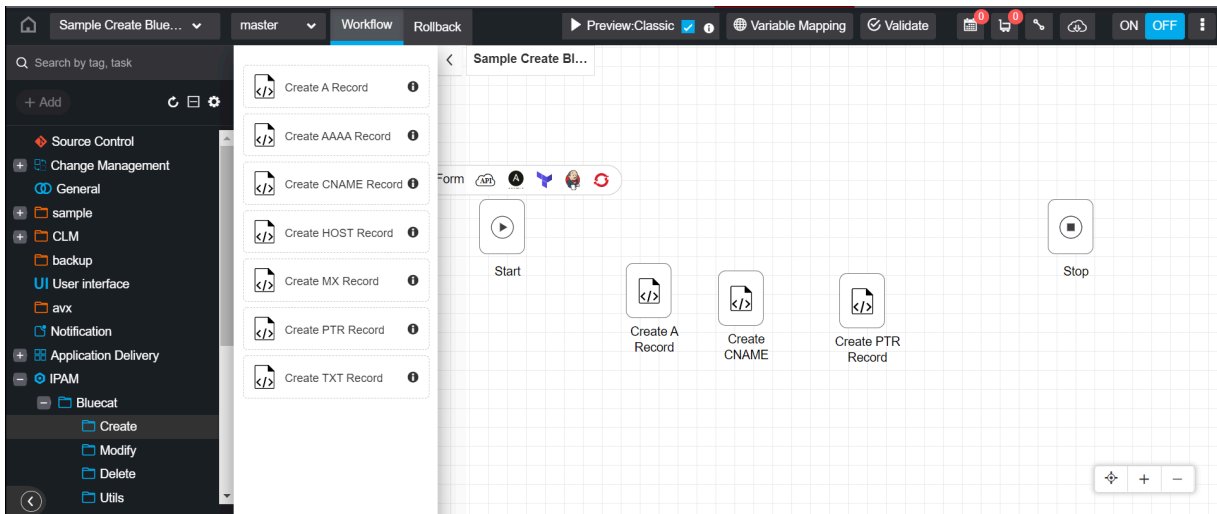 Sample Create Blue...
master
Workflow
Rollback
Preview:Classic
Variable Mapping
Validate
0
0
ON
OFF
Search by tag, task
+ Add
Source Control
Change Management
General
sample
CLM
backup
UI User interface
avx
Notification
Application Delivery
IPAM
Bluecat
Create
Modify
Delete
Utils
Create A Record
Create AAAA Record
Create CNAME Record
Create HOST Record
Create MX Record
Create PTR Record
Create TXT Record
Sample Create Bl...
Form
API
A
Start
Create A
Record
Create
CNAME
Create PTR
Record
Stop